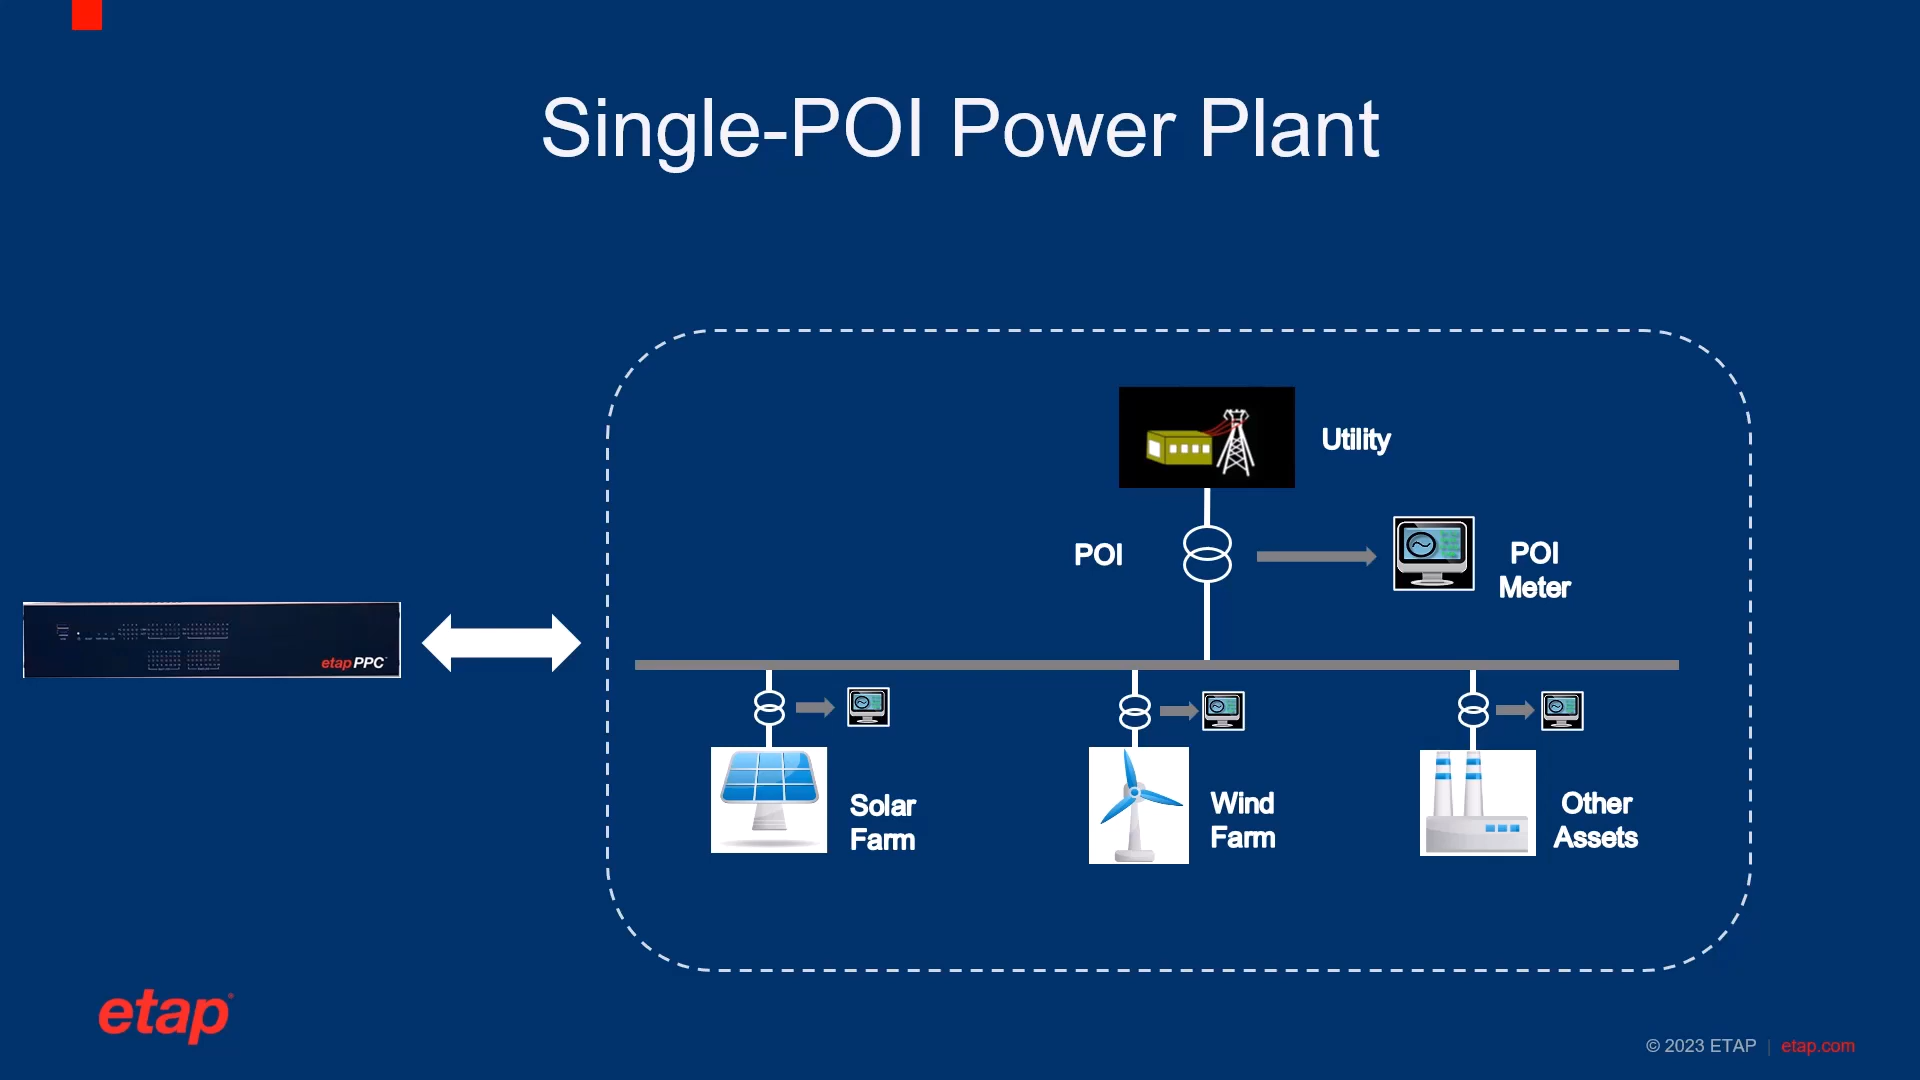 Single-POI Power Plant
Utility
POI
POI
Meter
etap PPC
Solar
Farm
Wind
Farm
Other
Assets
etap
© 2023 ETAP | etap.com